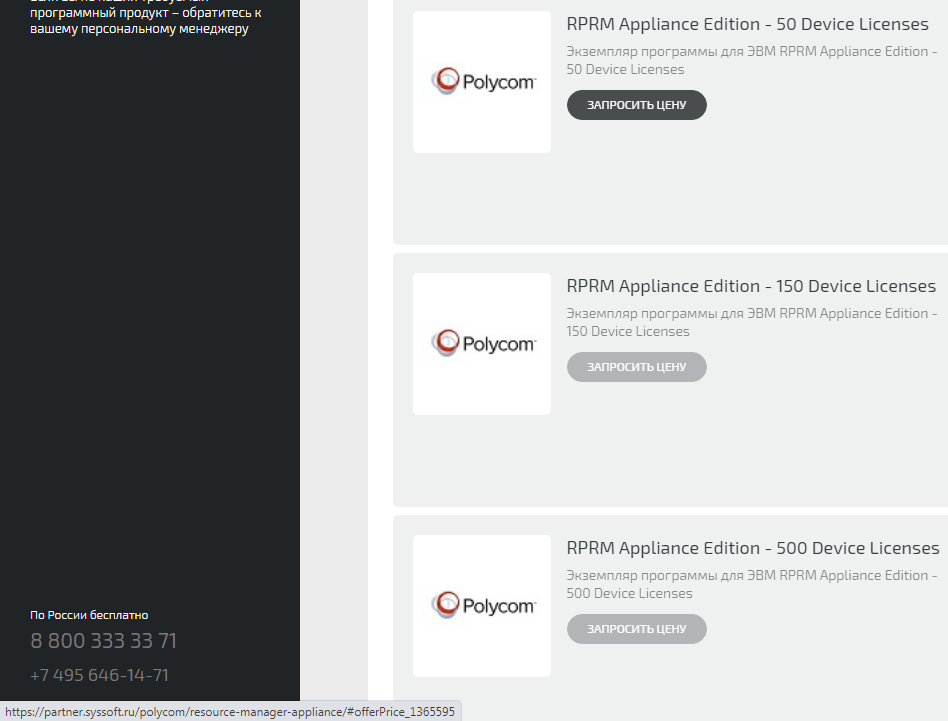 программный продукт – обратитесь к
вашему персональному менеджеру
По России бесплатно
8 800 333 33 71
+7 495 646-14-71
Polycom
RPRM Appliance Edition - 50 Device Licenses
Экземпляр программы для ЭВМ RPRM Appliance Edition -
50 Device Licenses
ЗАПРОСИТЬ ЦЕНУ
Polycom
RPRM Appliance Edition - 150 Device Licenses
Экземпляр программы для ЭВМ RPRM Appliance Edition -
150 Device Licenses
ЗАПРОСИТЬ ЦЕНУ
Polycom
RPRM Appliance Edition - 500 Device Licenses
Экземпляр программы для ЭВМ RPRM Appliance Edition -
500 Device Licenses
ЗАПРОСИТЬ ЦЕНУ
https://partner.syssoft.ru/polycom/resource-manager-appliance/#offerPrice_1365595